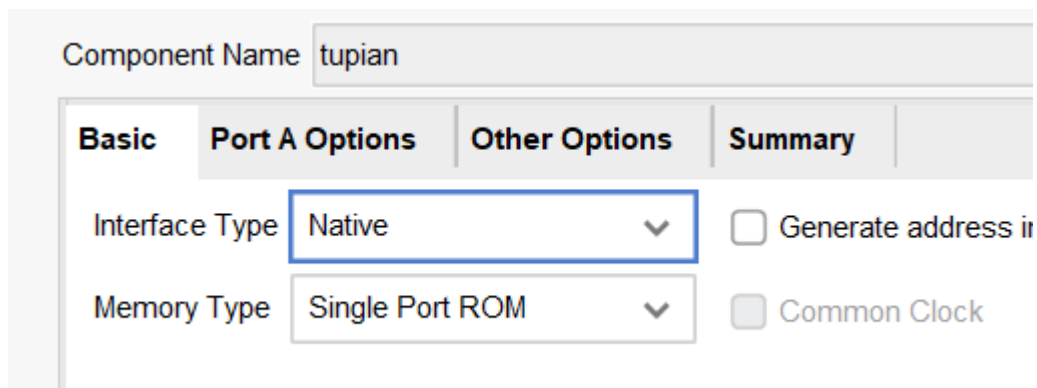 Component Name tupian
Basic Port A Options Other Options Summary
Interface Type Native Generate address
Memory Type Single Port ROM Common Clock